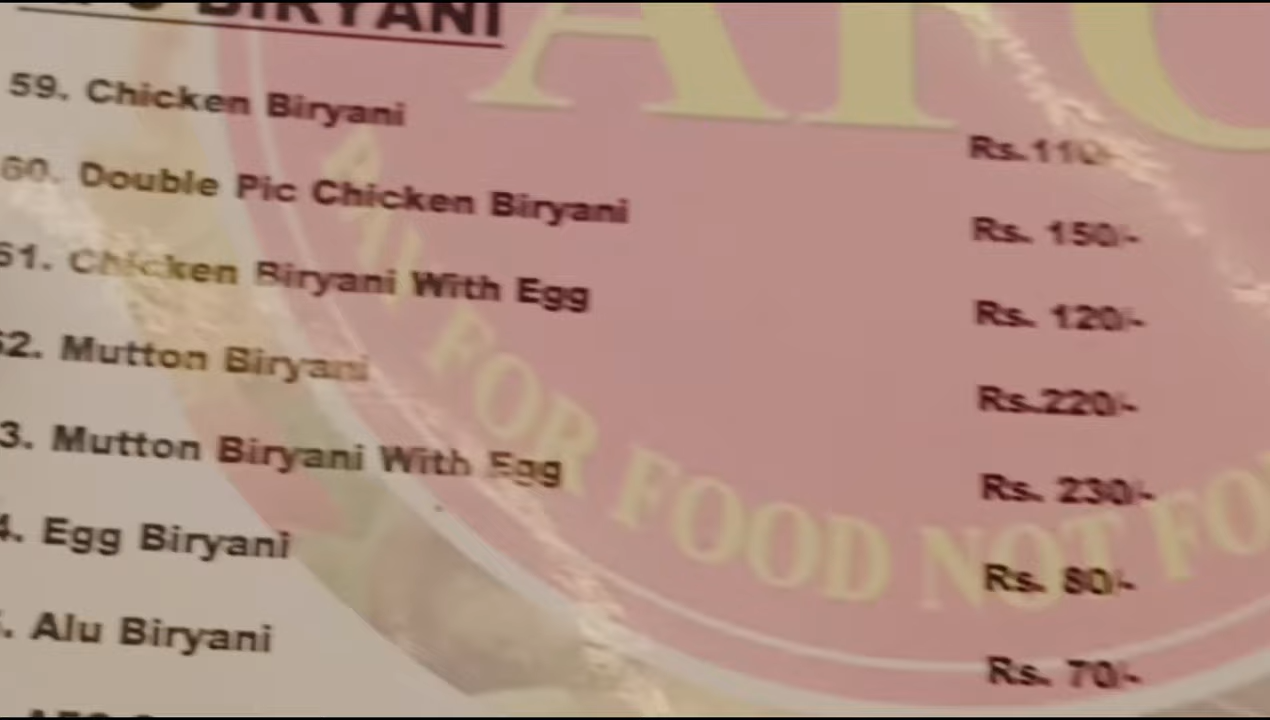 BIRYANI
59. Chicken Biryani Rs.110/-
60. Double Pic Chicken Biryani Rs. 150/-
61. Chicken Biryani With Egg Rs. 120/-
62. Mutton Biryani Rs.220/-
3. Mutton Biryani With Egg Rs. 230/-
4. Egg Biryani Rs. 80/-
. Alu Biryani Rs. 70/-
FOR FOOD NOT